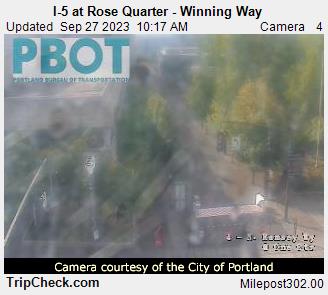 I-5 at Rose Quarter - Winning Way
Updated Sep 27 2023 10:17 AM Camera 4
PBOT
PORTLAND BUREAU OF TRANSPORTATION
Camera courtesy of the City of Portland
TripCheck.com Milepost302.00